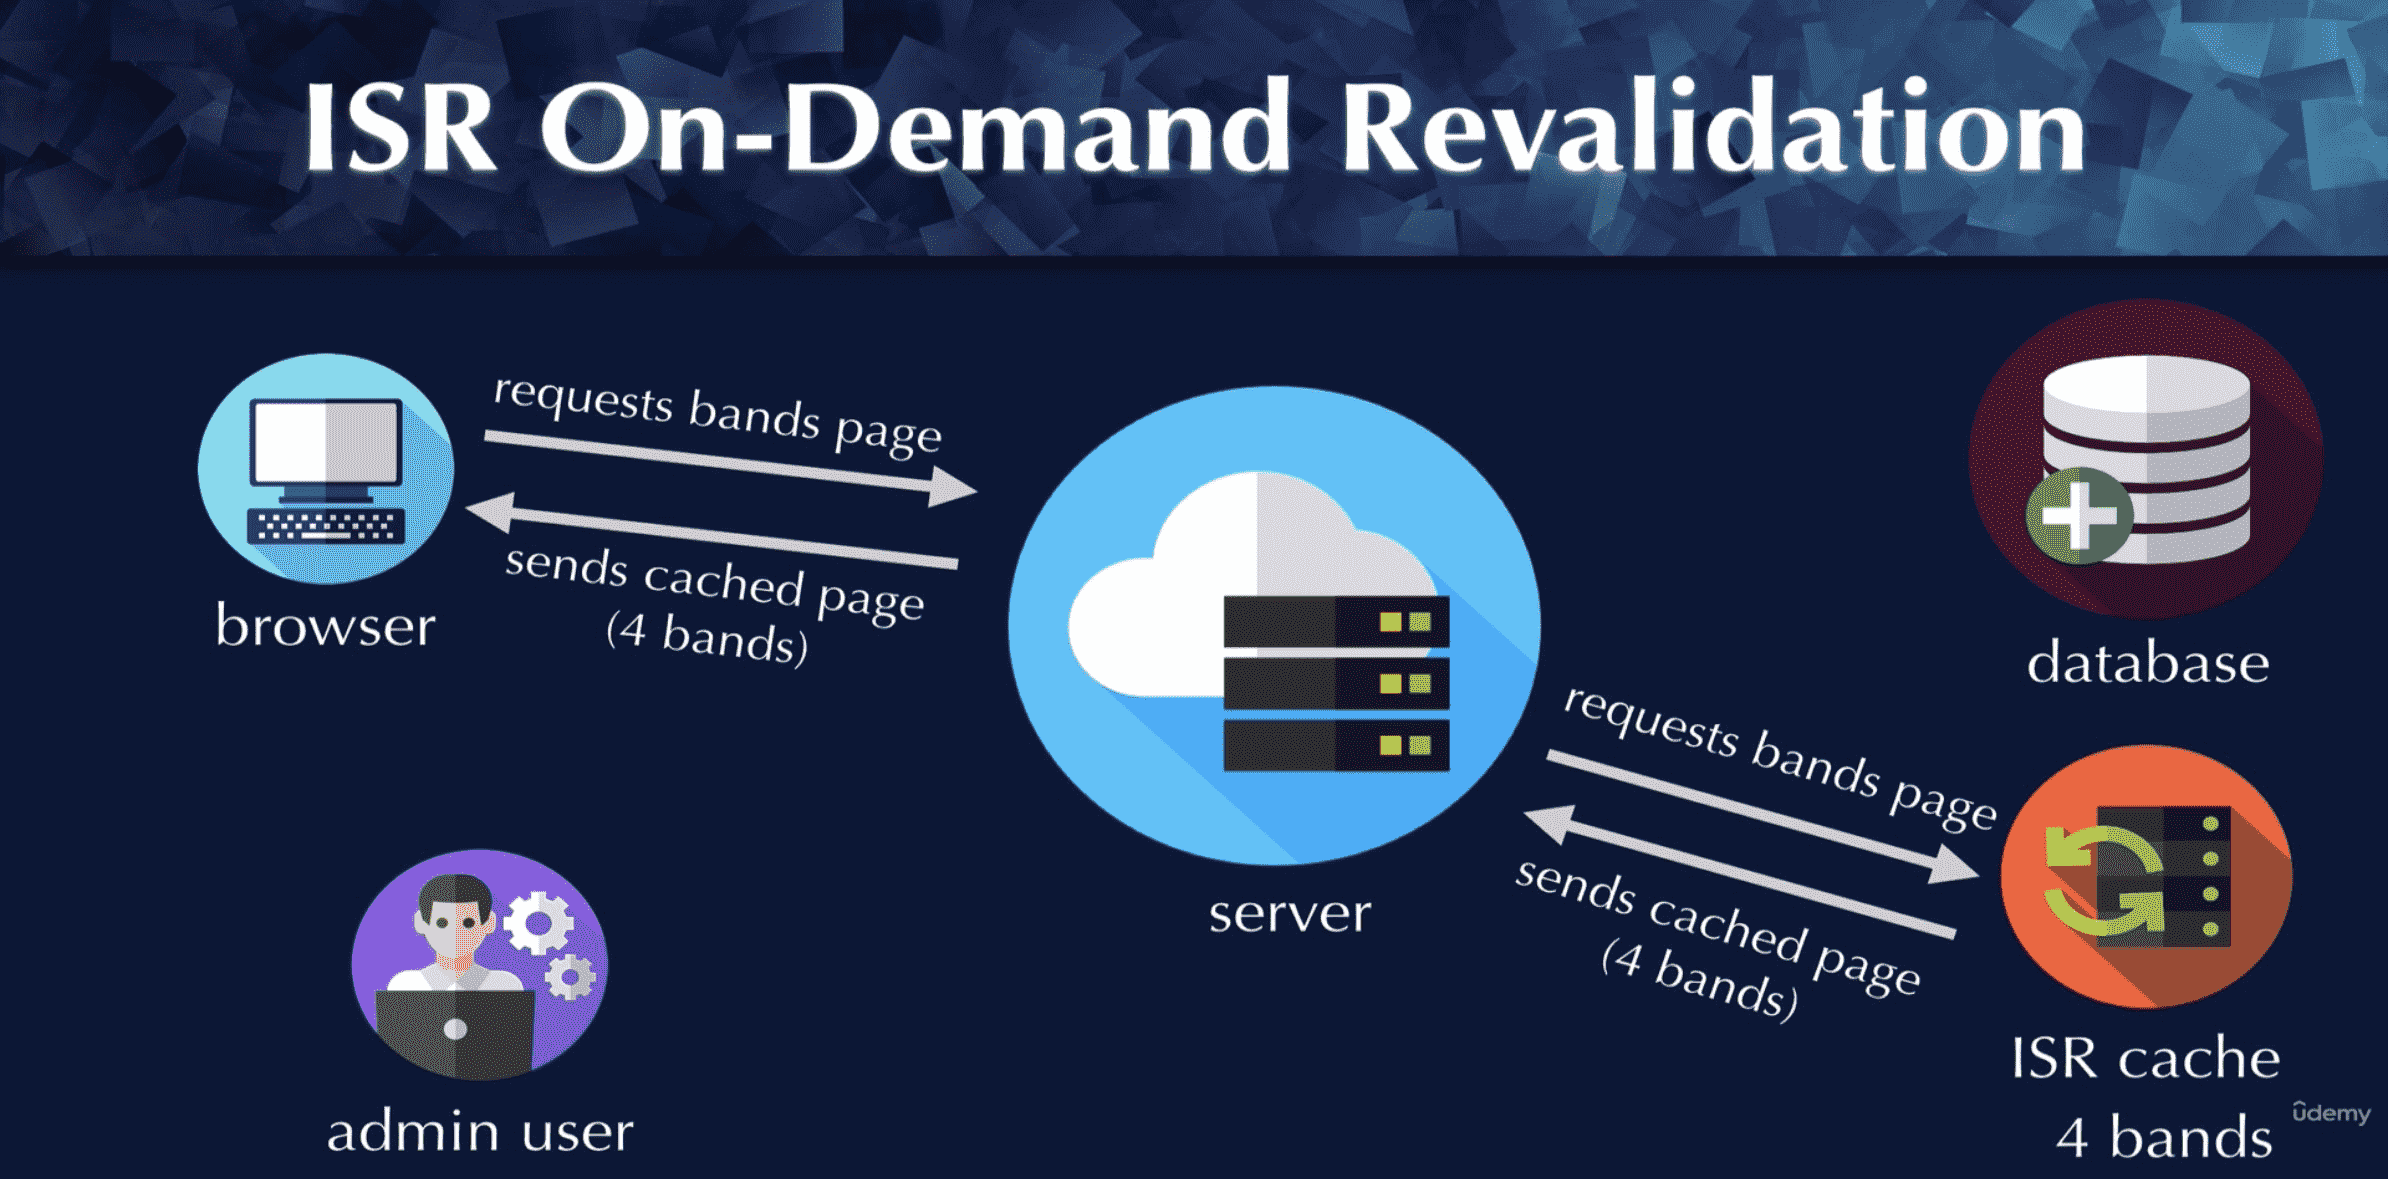 ISR On-Demand Revalidation
requests bands page
sends cached page
(4 bands)
browser
server
database
requests bands page
sends cached page
(4 bands)
admin user
ISR cache
4 bands
ûdemy